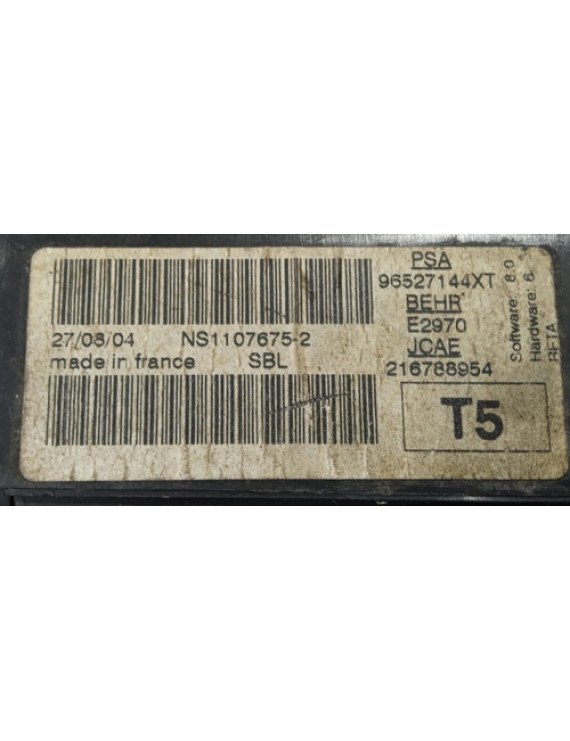 27/08/04 NS1107675-2
made in france SBL
PSA
96527144XT
BEHR
E2970
JCAE
216788954
T5
Software: 8.0
Hardware: 6.